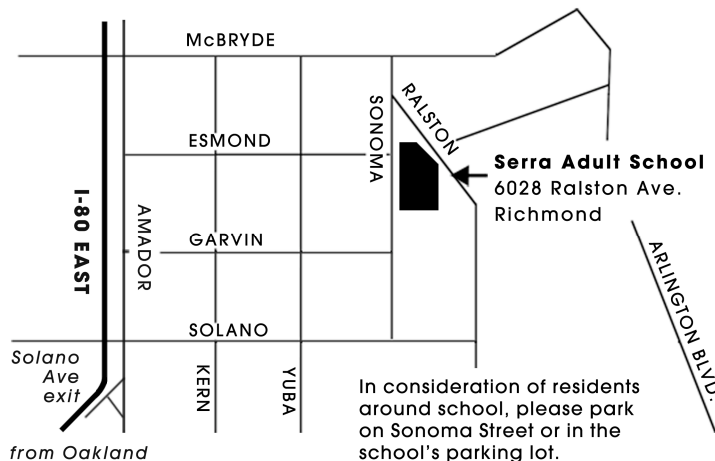 McBRYDE
RALSTON
SONOMA
ESMOND
Serra Adult School
6028 Ralston Ave.
Richmond
I-80 EAST
AMADOR
GARVIN
ARLINGTON BLVD.
SOLANO
Solano
Ave
exit
KERN
YUBA
In consideration of residents
around school, please park
on Sonoma Street or in the
school's parking lot.
from Oakland